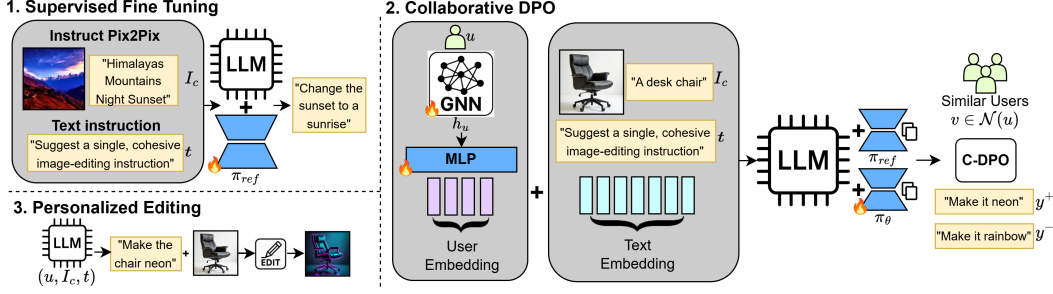 1. Supervised Fine Tuning
Instruct Pix2Pix
"Himalayas
Mountains
Night Sunset"
I_c
Text instruction
"Suggest a single, cohesive
image-editing instruction"
t
LLM
+
π_ref
"Change the
sunset to a
sunrise"
2. Collaborative DPO
u
GNN
h_u
MLP
User
Embedding
+
"A desk chair"
I_c
"Suggest a single, cohesive
image-editing instruction"
t
Text
Embedding
LLM
+
π_ref
+
π_θ
Similar Users
v ∈ N(u)
C-DPO
"Make it neon" y⁺
"Make it rainbow" y⁻
3. Personalized Editing
LLM
(u, I_c, t)
"Make the
chair neon"
+
EDIT